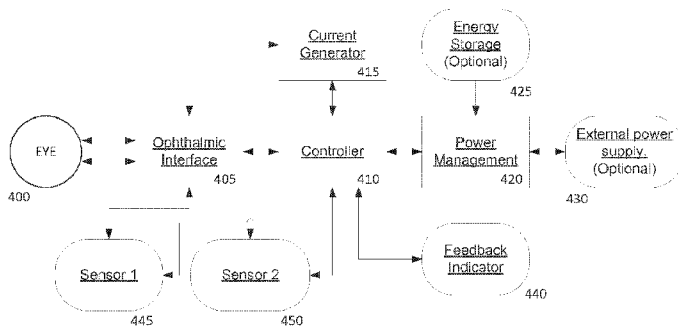 Current
Generator
415
Energy
Storage
(Optional)
425
EYE
400
Ophthalmic
Interface
405
Controller
410
Power
Management
420
External power
supply.
(Optional)
430
Sensor 1
445
Sensor 2
450
Feedback
Indicator
440